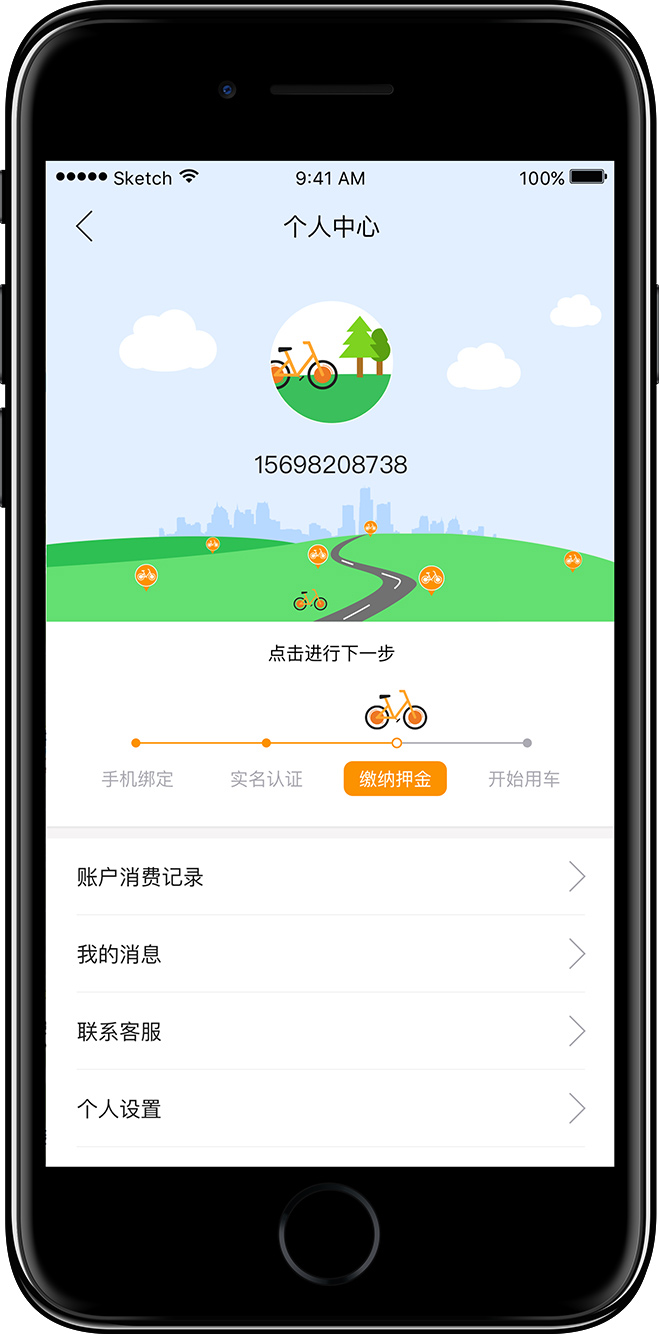 Sketch 9:41 AM 100%
个人中心
15698208738
点击进行下一步
手机绑定 实名认证 缴纳押金 开始用车
账户消费记录
我的消息
联系客服
个人设置